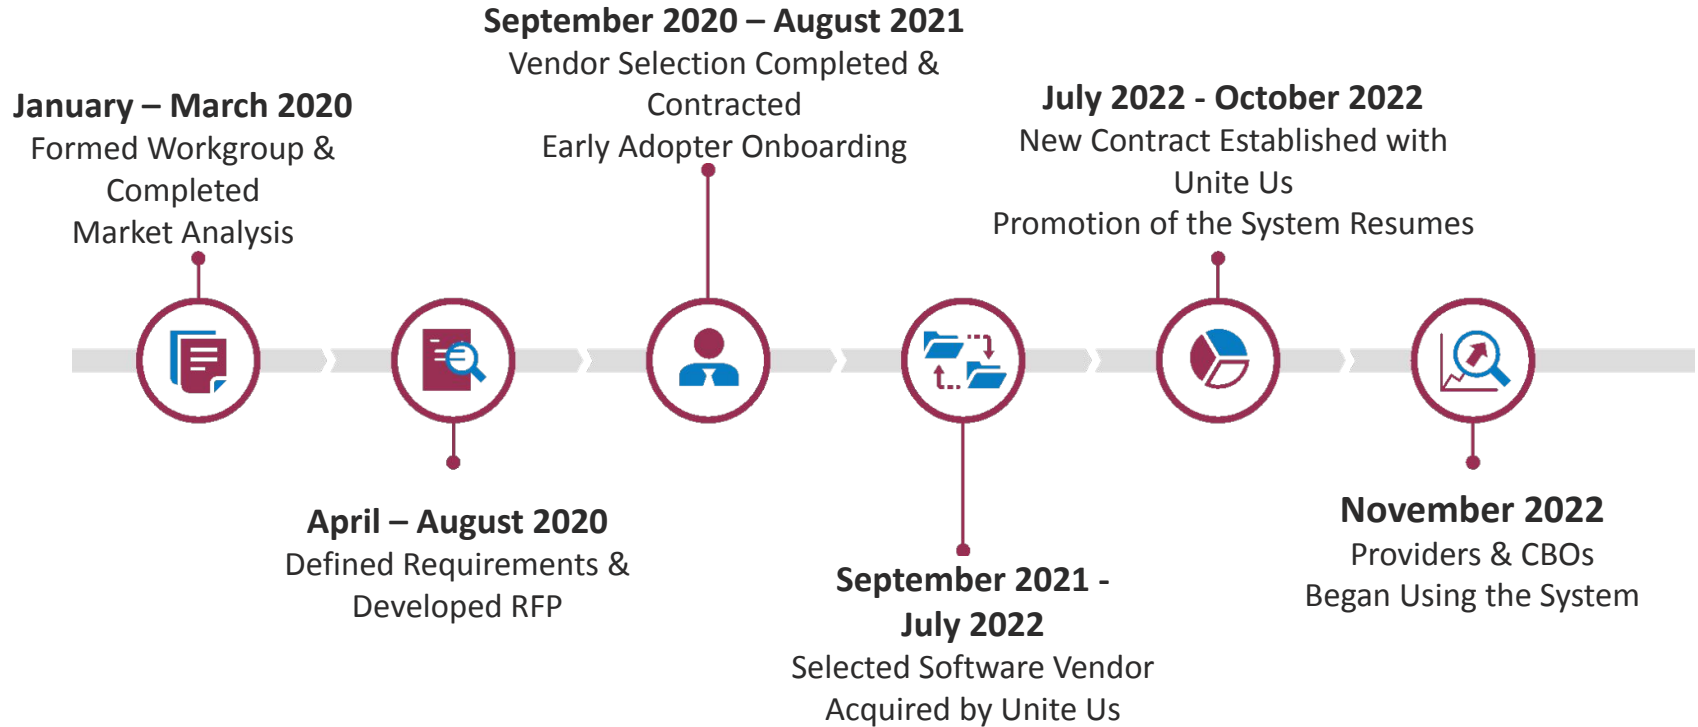 January – March 2020
Formed Workgroup &
Completed
Market Analysis
April – August 2020
Defined Requirements &
Developed RFP
September 2020 – August 2021
Vendor Selection Completed &
Contracted
Early Adopter Onboarding
September 2021 -
July 2022
Selected Software Vendor
Acquired by Unite Us
July 2022 - October 2022
New Contract Established with
Unite Us
Promotion of the System Resumes
November 2022
Providers & CBOs
Began Using the System